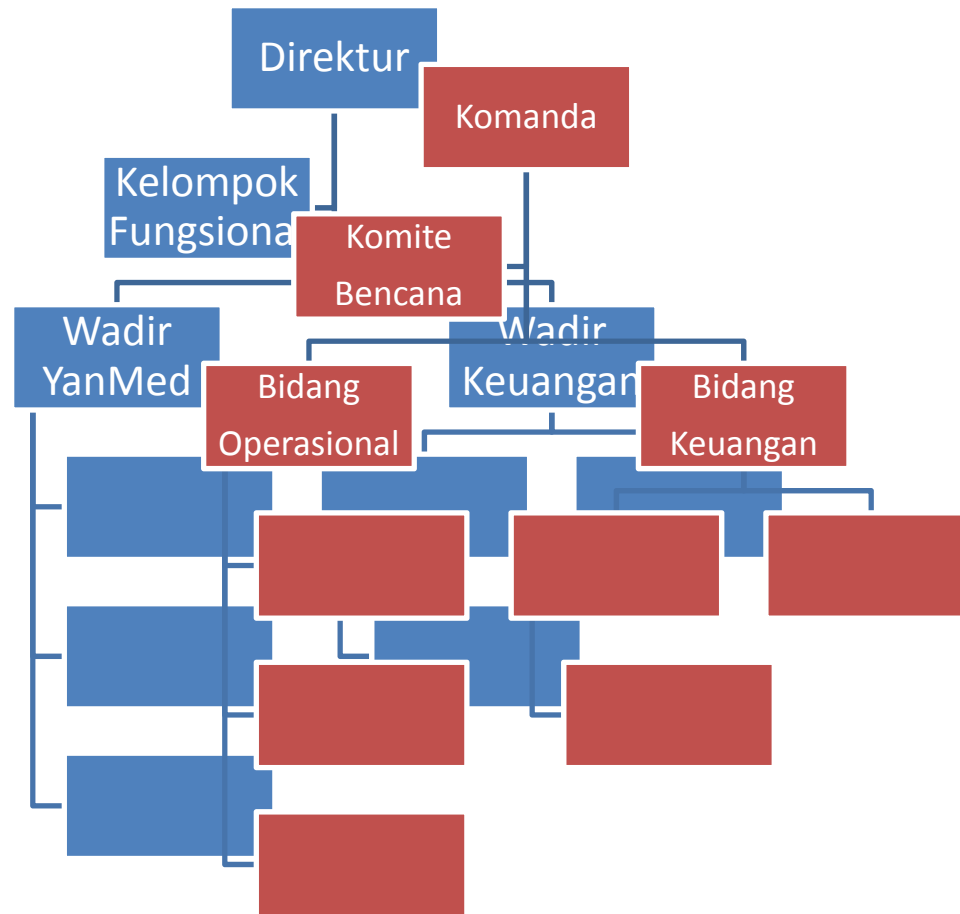 Direktur
Komanda
Kelompok
Fungsiona
Komite
Bencana
Wadir
YanMed
Wadir
Keuangan
Bidang
Operasional
Bidang
Keuangan